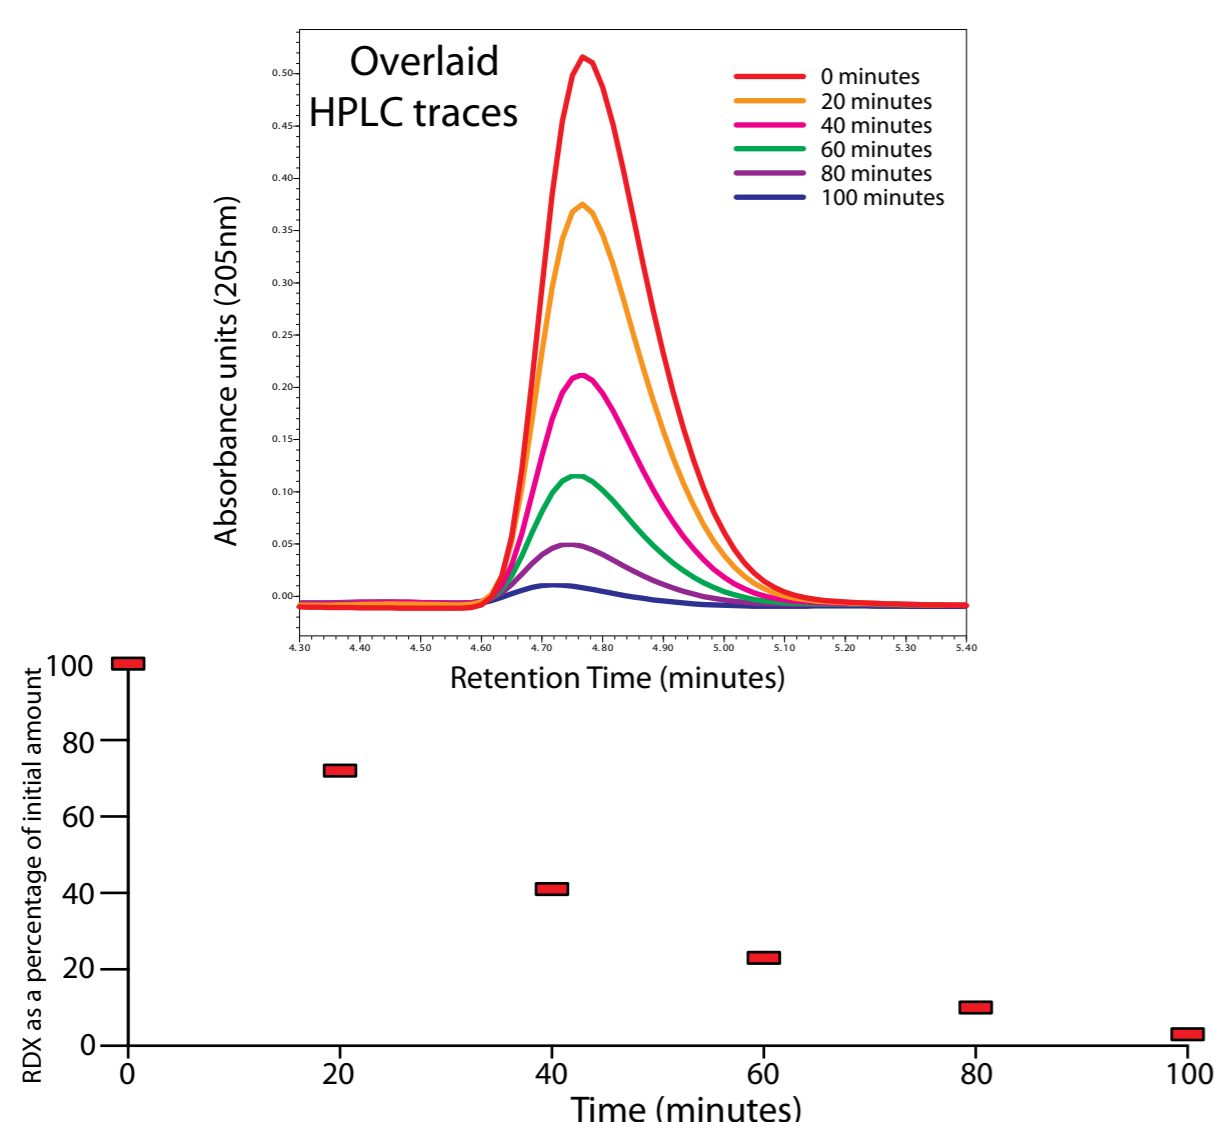 Overlaid
HPLC traces
0 minutes
20 minutes
40 minutes
60 minutes
80 minutes
100 minutes
Absorbance units (205nm)
0.50
0.45
0.40
0.35
0.30
0.25
0.20
0.15
0.10
0.05
0.00
4.30 4.40 4.50 4.60 4.70 4.80 4.90 5.00 5.10 5.20 5.30 5.40
Retention Time (minutes)
RDX as a percentage of initial amount
100
80
60
40
20
0
0 20 40 60 80 100
Time (minutes)